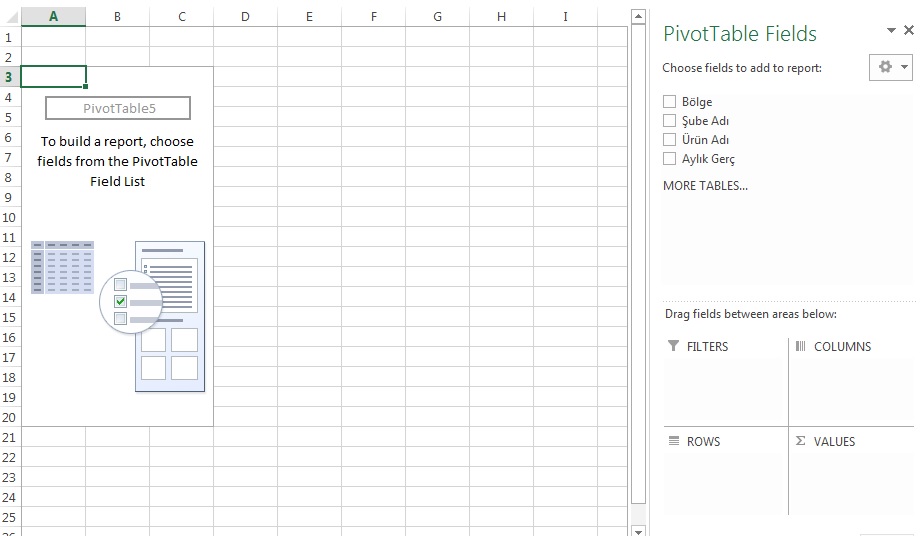 A B C D E F G H I
PivotTable Fields
1
Choose fields to add to report:
2
3
4
PivotTable5
5
6
To build a report, choose
7
fields from the PivotTable
8
Field List
9
10
11
12
13
14
15
16
17
18
19
20
21
22
23
24
25
26
Bölge
Şube Adı
Ürün Adı
Aylık Gerç
MORE TABLES...
Drag fields between areas below:
FILTERS
COLUMNS
ROWS
Σ VALUES